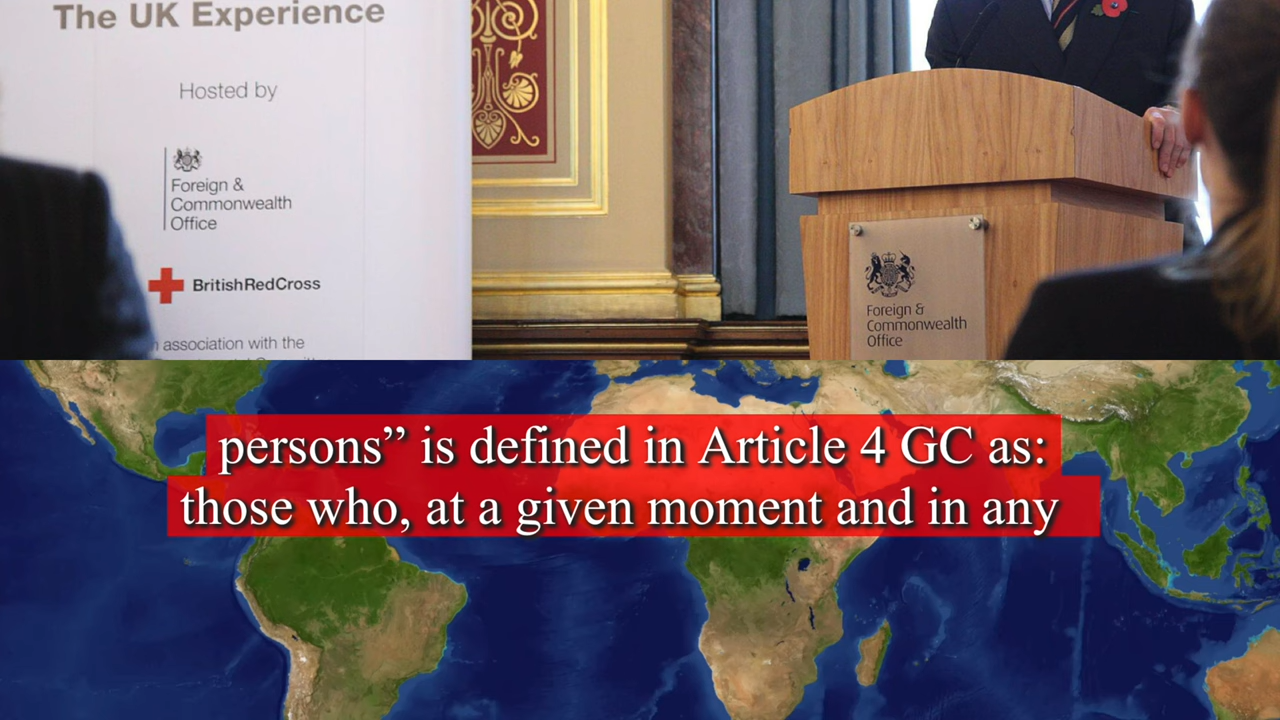 The UK Experience
Hosted by
Foreign &
Commonwealth
Office
BritishRedCross
association with the
Foreign &
Commonwealth
Office
persons” is defined in Article 4 GC as:
those who, at a given moment and in any